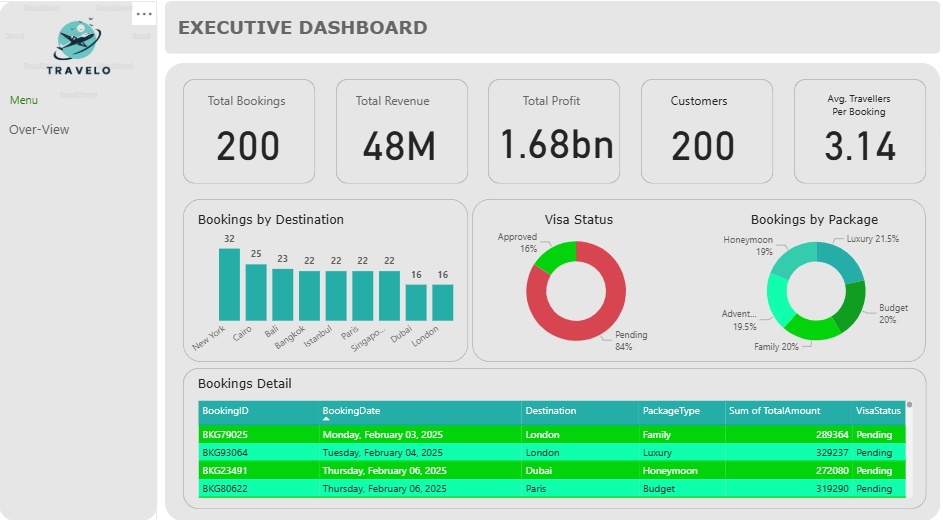 ...
TRAVELO
Menu
Over-View
EXECUTIVE DASHBOARD
Total Bookings
200
Total Revenue
48M
Total Profit
1.68bn
Customers
200
Avg. Travellers
Per Booking
3.14
Bookings by Destination
32
25
23
22
22
22
22
16
16
New York
Cairo
Bali
Bangkok
Istanbul
Paris
Singapo...
Dubai
London
Visa Status
Approved
16%
Pending
84%
Bookings by Package
Honeymoon
19%
Luxury 21.5%
Advent...
19.5%
Budget
20%
Family 20%
Bookings Detail
BookingID BookingDate Destination PackageType Sum of TotalAmount VisaStatus
BKG79025 Monday, February 03, 2025 London Family 289364 Pending
BKG93064 Tuesday, February 04, 2025 London Luxury 329237 Pending
BKG23491 Thursday, February 06, 2025 Dubai Honeymoon 272080 Pending
BKG80622 Thursday, February 06, 2025 Paris Budget 319290 Pending